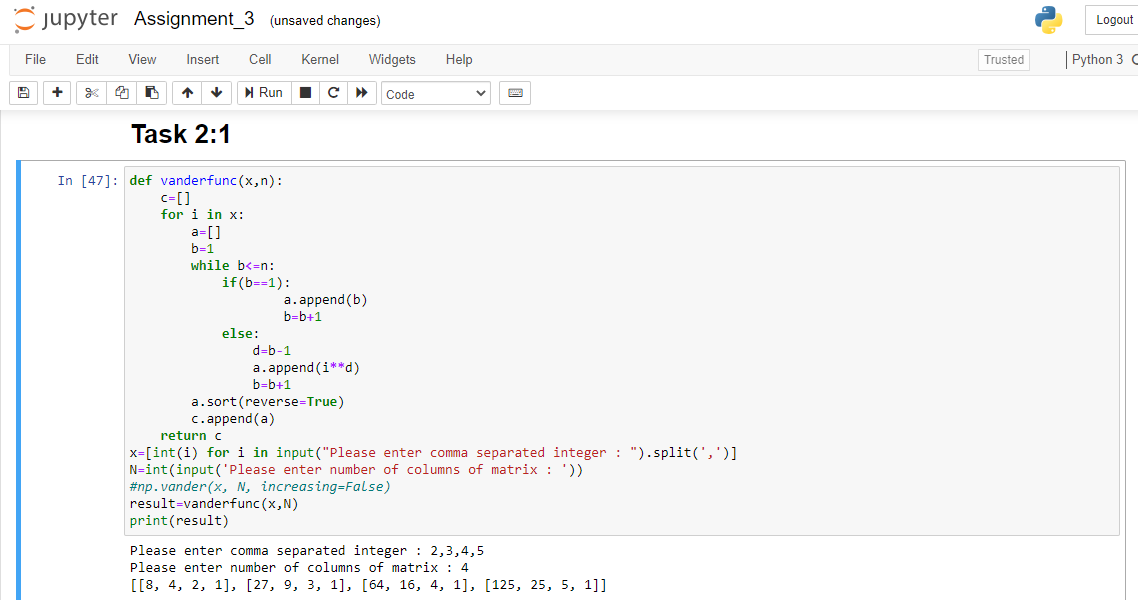 jupyter Assignment_3 (unsaved changes) Logout
File Edit View Insert Cell Kernel Widgets Help Trusted Python 3
Run Code
Task 2:1
In [47]: def vanderfunc(x,n):
    c=[]
    for i in x:
        a=[]
        b=1
        while b<=n:
            if(b==1):
                    a.append(b)
                    b=b+1
            else:
                d=b-1
                a.append(i**d)
                b=b+1
        a.sort(reverse=True)
        c.append(a)
    return c
x=[int(i) for i in input("Please enter comma separated integer : ").split(',')]
N=int(input('Please enter number of columns of matrix : '))
#np.vander(x, N, increasing=False)
result=vanderfunc(x,N)
print(result)
Please enter comma separated integer : 2,3,4,5
Please enter number of columns of matrix : 4
[[8, 4, 2, 1], [27, 9, 3, 1], [64, 16, 4, 1], [125, 25, 5, 1]]